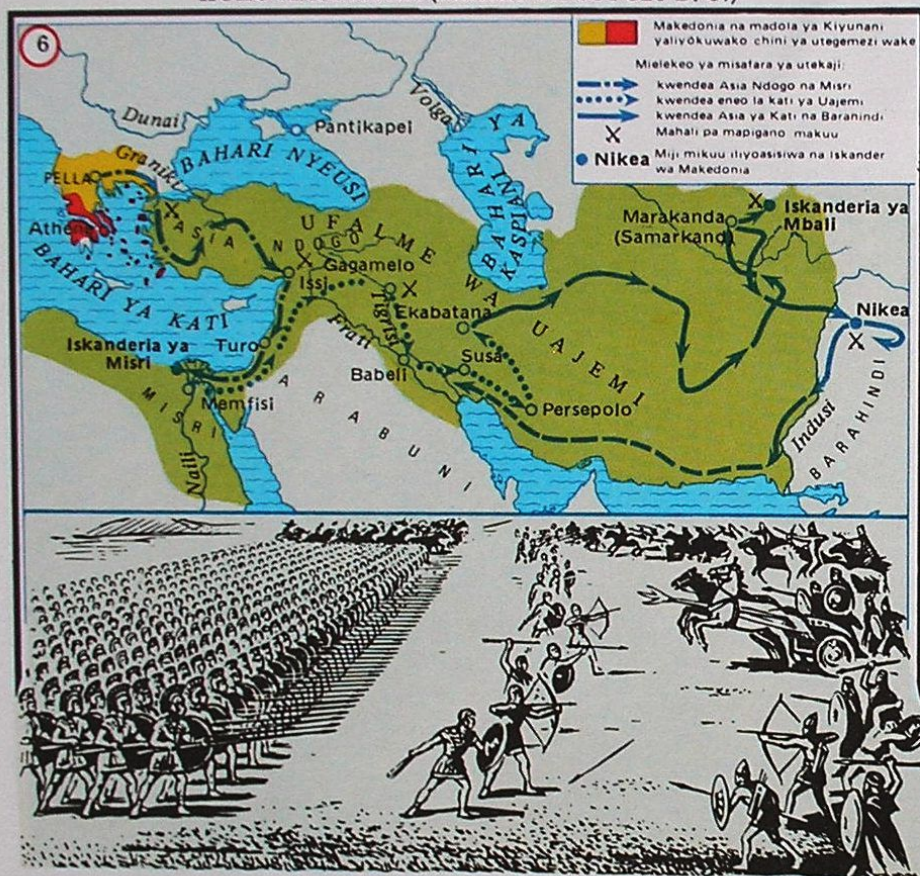 6
Makedonia na madola ya Kiyunani
yaliyokuwako chini ya utegemezi wake
Mielekeo ya misafara ya utekaji:
kwendea Asia Ndogo na Misri
kwendea eneo la kati ya Uajemi
kwendea Asia ya Kati na Baranindi
Mahali pa mapigano makuu
Nikea Miji mikuu iliyoasisiwa na Iskander
wa Makedonia
Dunai
Volga
Pantikapei
BAHARI NYEUSI
BAHARI YA
KASPIANI
PELLA
Graniki
Athene
ASIA
NDOGO
UFALME WA
UAJEMI
Marakanda
(Samarkand)
Iskanderia ya
Mbali
Issi
Gagamelo
Tigrisi
Ekabatana
Nikea
BAHARI YA KATI
Frati
Iskanderia ya
Misri
Turo
Babeli
Susa
Persepolo
Memfisi
MISRI
Naili
ARABUNI
Indusi
BARAHINDI